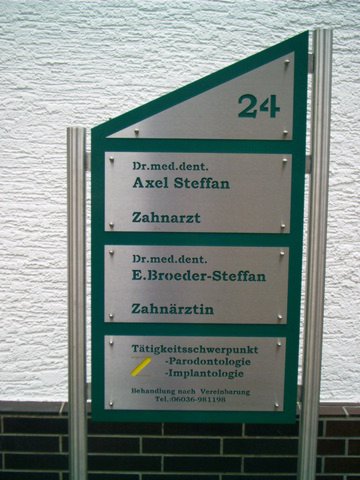 24
Dr.med.dent.
Axel Steffan
Zahnarzt
Dr.med.dent.
E.Broeder-Steffan
Zahnärztin
Tätigkeitsschwerpunkt
-Parodontologie
-Implantologie
Behandlung nach Vereinbarung
Tel.:06036-981198